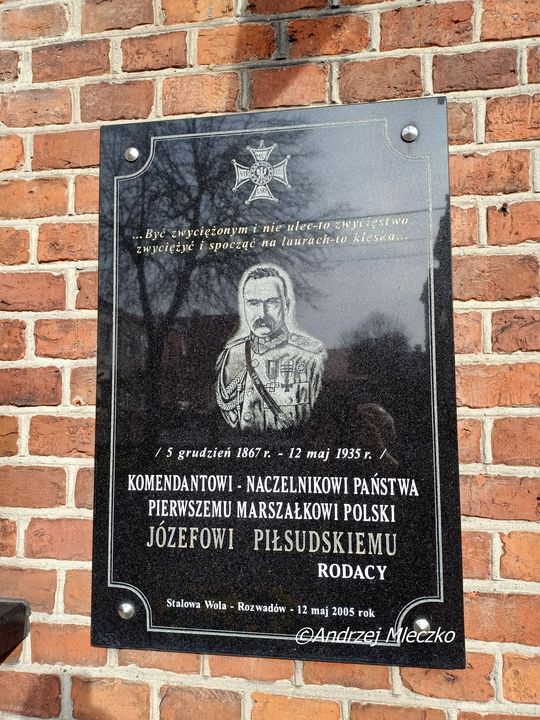 ...Być zwyciężonym i nie ulec-to zwycięstwo
zwyciężyć i spocząć na laurach-to klęska...
/ 5 grudzień 1867 r. - 12 maj 1935 r. /
KOMENDANTOWI - NACZELNIKOWI PAŃSTWA
PIERWSZEMU MARSZAŁKOWI POLSKI
JÓZEFOWI PIŁSUDSKIEMU
RODACY
Stalowa Wola - Rozwadów - 12 maj 2005 rok
©Andrzej Mleczko